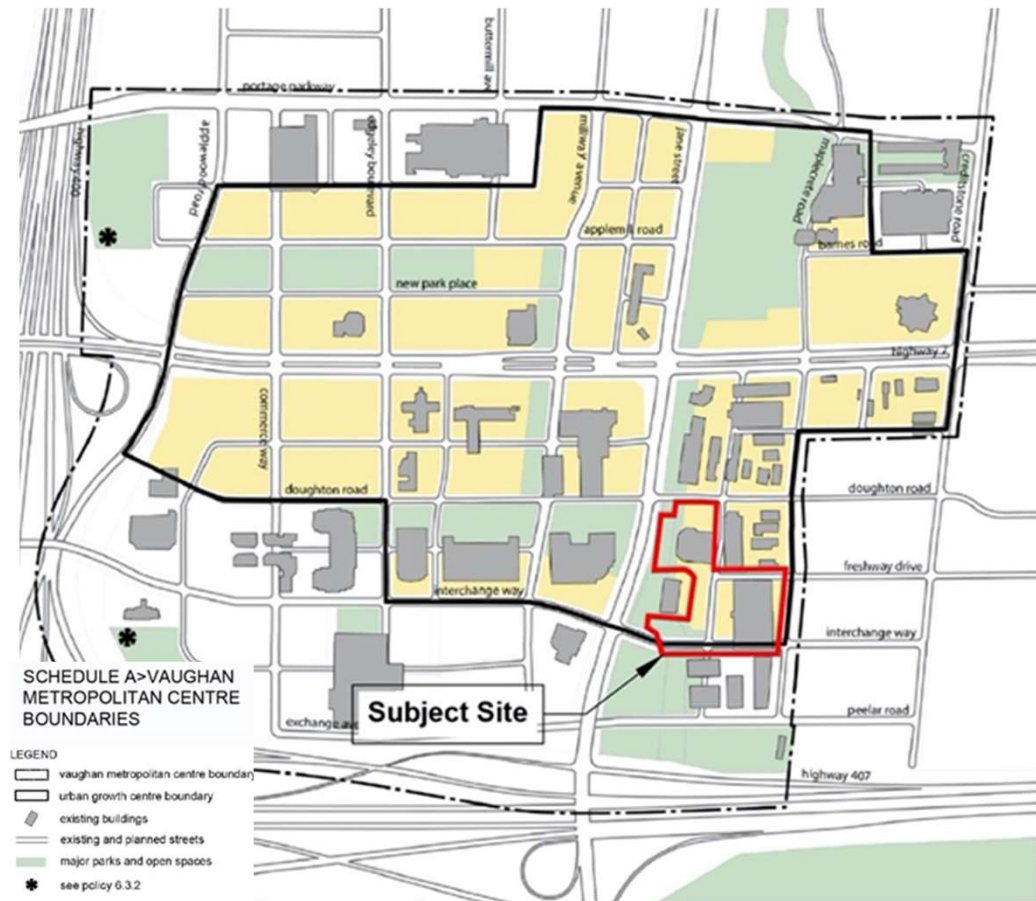 portage parkway
buttermill av
highway 400
applewood road
edgeley boulevard
millway avenue
jane street
maplecrete road
creditstone road
applemill road
barnes road
new park place
highway 7
commerce way
doughton road
doughton road
freshway drive
interchange way
interchange way
SCHEDULE A>VAUGHAN
METROPOLITAN CENTRE
BOUNDARIES
Subject Site
exchange ave
peelar road
highway 407
LEGEND
vaughan metropolitan centre boundary
urban growth centre boundary
existing buildings
existing and planned streets
major parks and open spaces
see policy 6.3.2